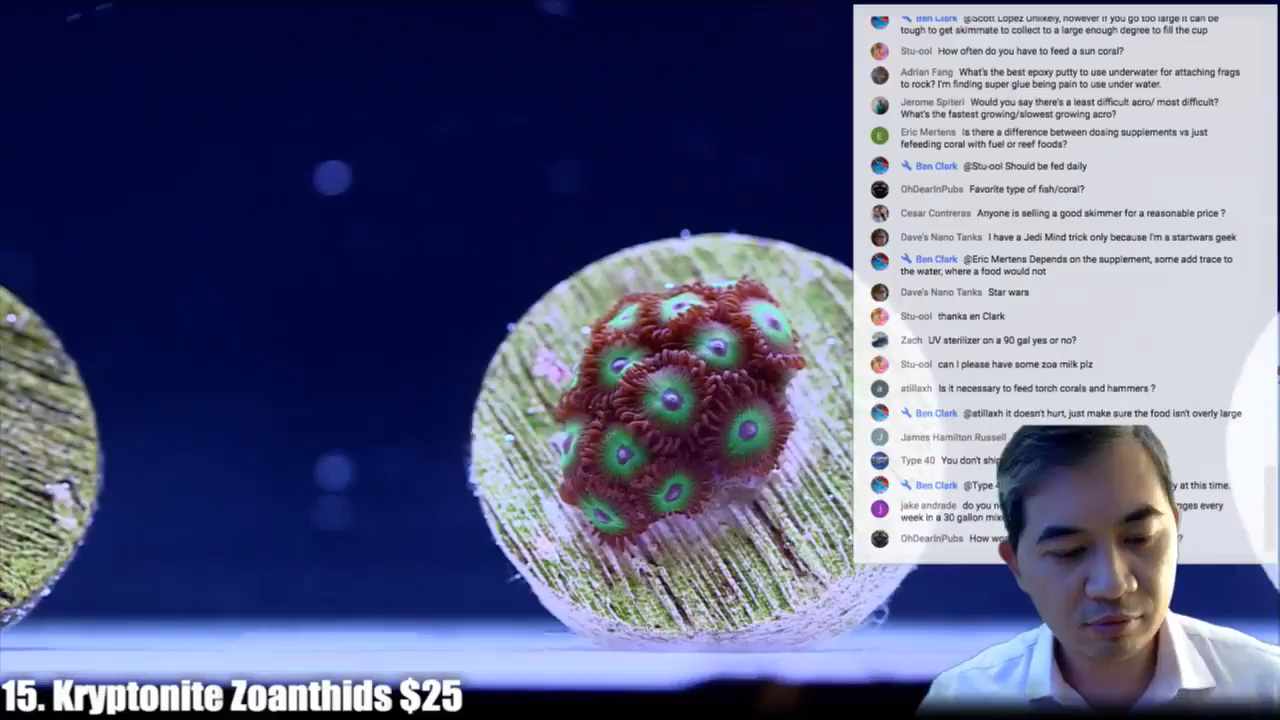 Ben Clark @Scott Lopez Unlikely, however if you go too large it can be
tough to get skimmate to collect to a large enough degree to fill the cup
Stu-ool How often do you have to feed a sun coral?
Adrian Fang What's the best epoxy putty to use underwater for attaching frags
to rock? I'm finding super glue being pain to use under water.
Jerome Spiteri Would you say there's a least difficult acro/ most difficult?
What's the fastest growing/slowest growing acro?
E
Eric Mertens Is there a difference between dosing supplements vs just
fefeeding coral with fuel or reef foods?
Ben Clark @Stu-ool Should be fed daily
OhDearInPubs Favorite type of fish/coral?
Cesar Contreras Anyone is selling a good skimmer for a reasonable price ?
Dave's Nano Tanks I have a Jedi Mind trick only because I'm a startwars geek
Ben Clark @Eric Mertens Depends on the supplement, some add trace to
the water, where a food would not
Dave's Nano Tanks Star wars
Stu-ool thanks en Clark
Zach UV sterilizer on a 90 gal yes or no?
Stu-ool can I please have some zoa milk plz
a
atillaxh Is it necessary to feed torch corals and hammers ?
Ben Clark @atillaxh it doesn't hurt, just make sure the food isn't overly large
J
James Hamilton Russell
Type 40 You don't ship
Ben Clark @Type 4 y at this time.
j
jake andrade do you nges every
week in a 30 gallon mixe
OhDearInPubs How ?
15. Kryptonite Zoanthids $25